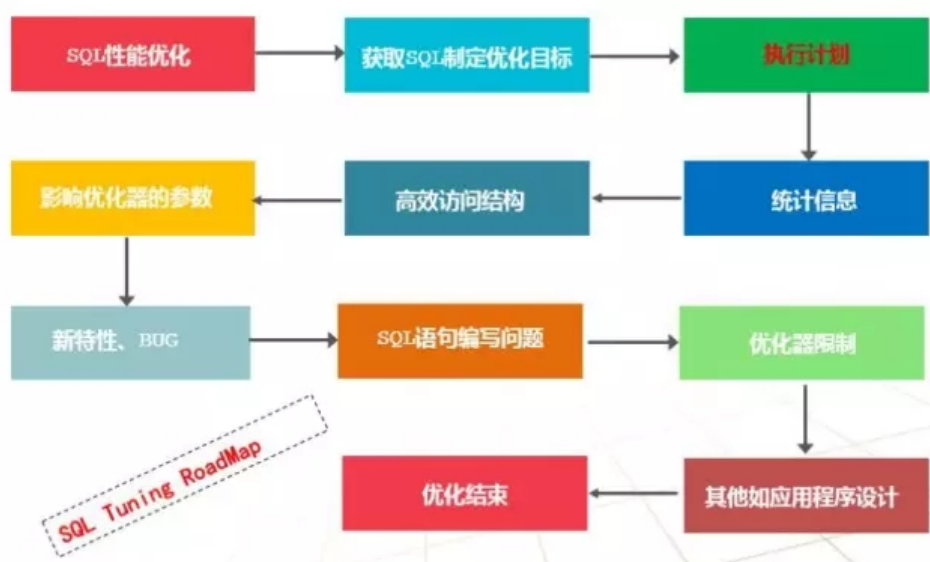 SQL性能优化
获取SQL制定优化目标
执行计划
统计信息
高效访问结构
影响优化器的参数
新特性、BUG
SQL语句编写问题
优化器限制
其他如应用程序设计
优化结束
SQL Tuning RoadMap